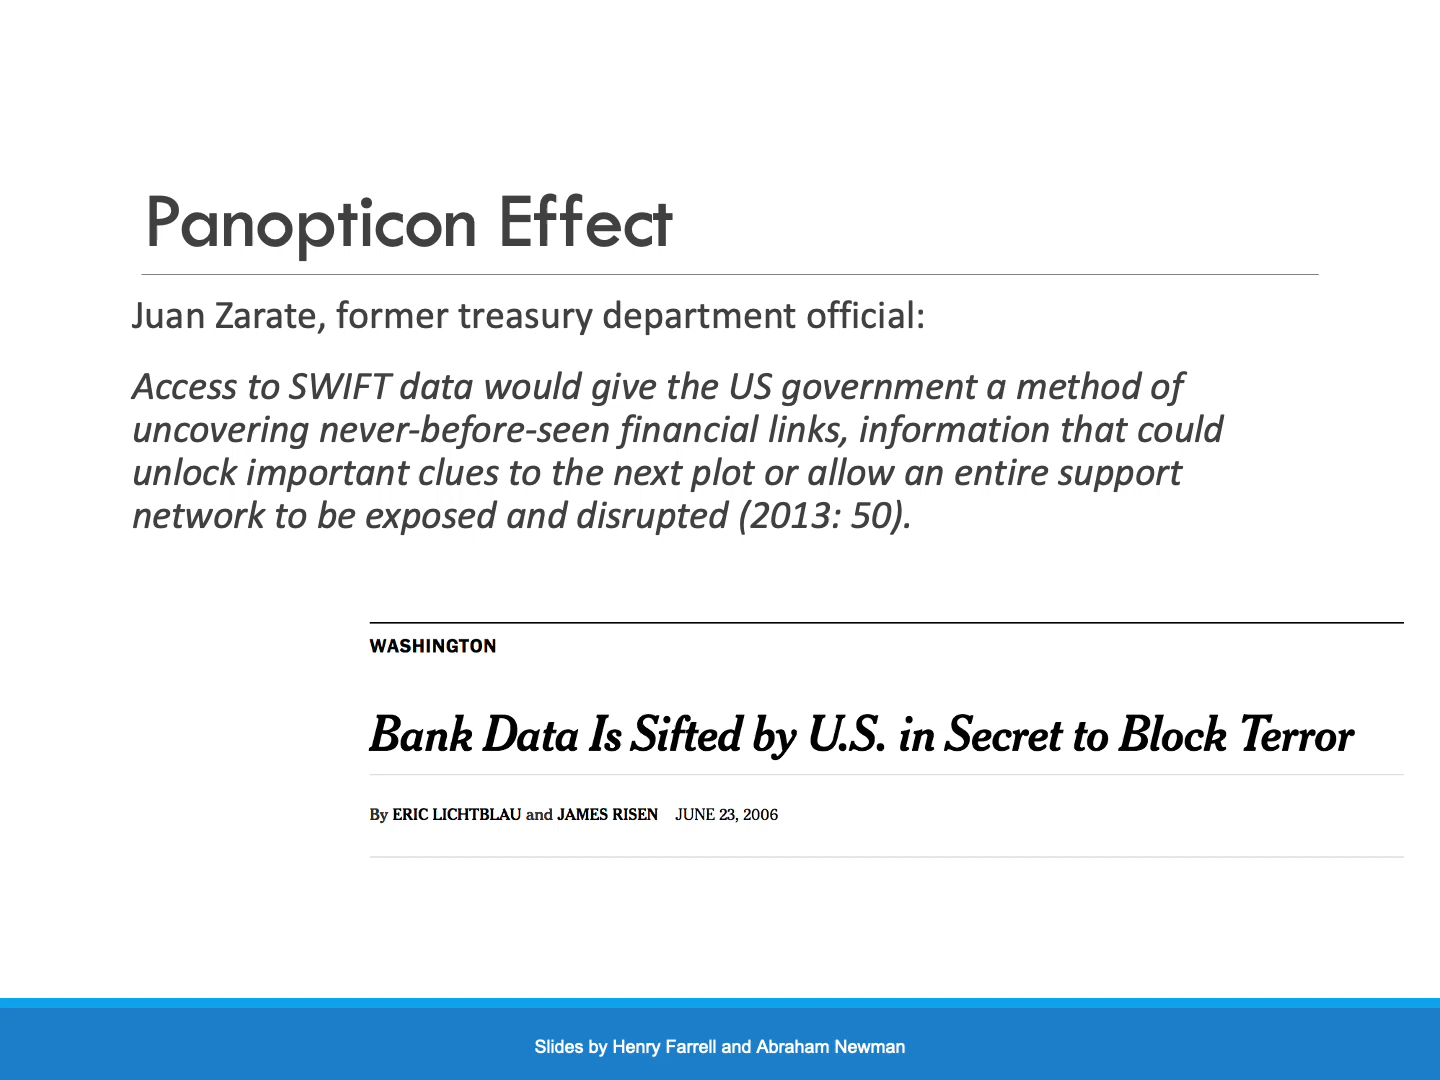 Panopticon Effect
Juan Zarate, former treasury department official:
Access to SWIFT data would give the US government a method of
uncovering never-before-seen financial links, information that could
unlock important clues to the next plot or allow an entire support
network to be exposed and disrupted (2013: 50).
WASHINGTON
Bank Data Is Sifted by U.S. in Secret to Block Terror
By ERIC LICHTBLAU and JAMES RISEN JUNE 23, 2006
Slides by Henry Farrell and Abraham Newman